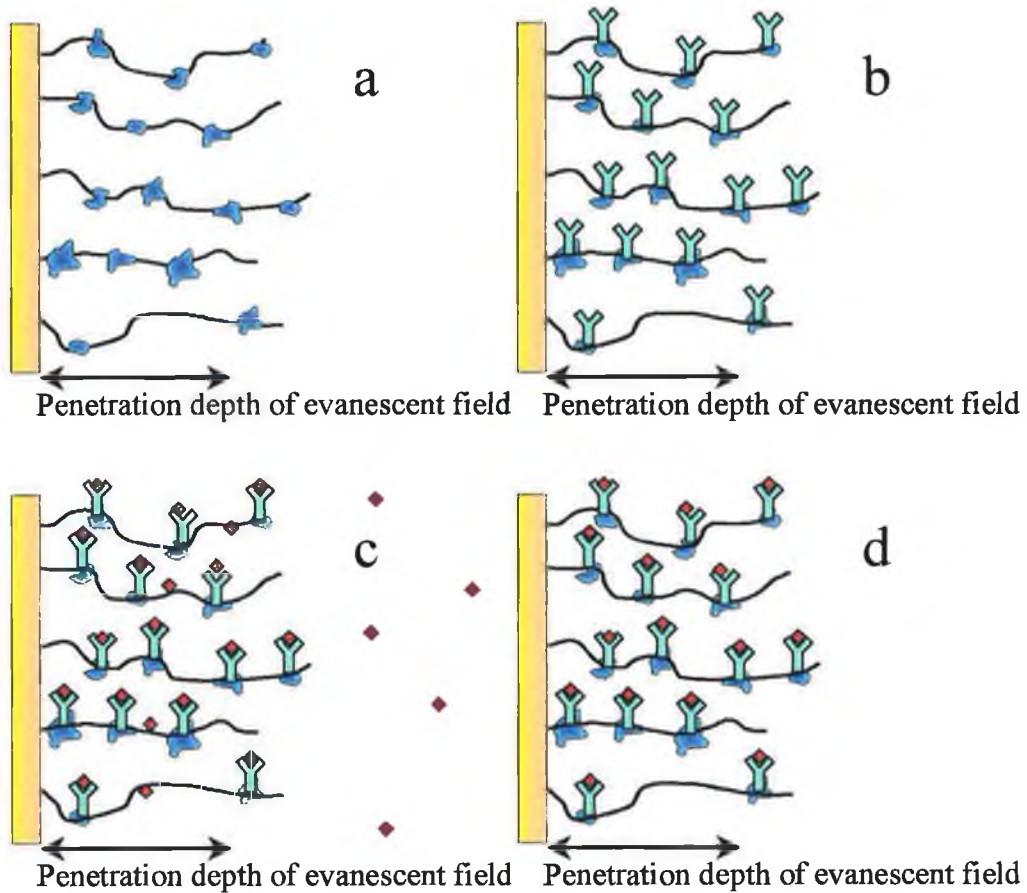 a
b
Penetration depth of evanescent field
Penetration depth of evanescent field
c
d
Penetration depth of evanescent field
Penetration depth of evanescent field